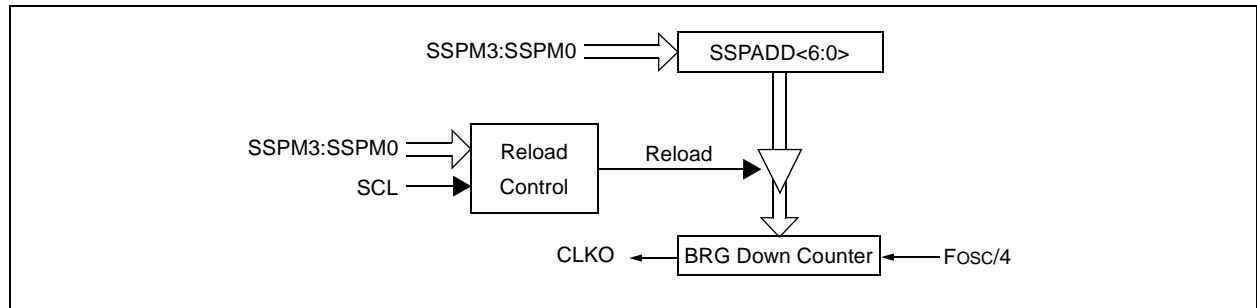 SSPM3:SSPM0
SSPADD<6:0>
SSPM3:SSPM0
SCL
Reload
Control
Reload
CLKO
BRG Down Counter
FOSC/4